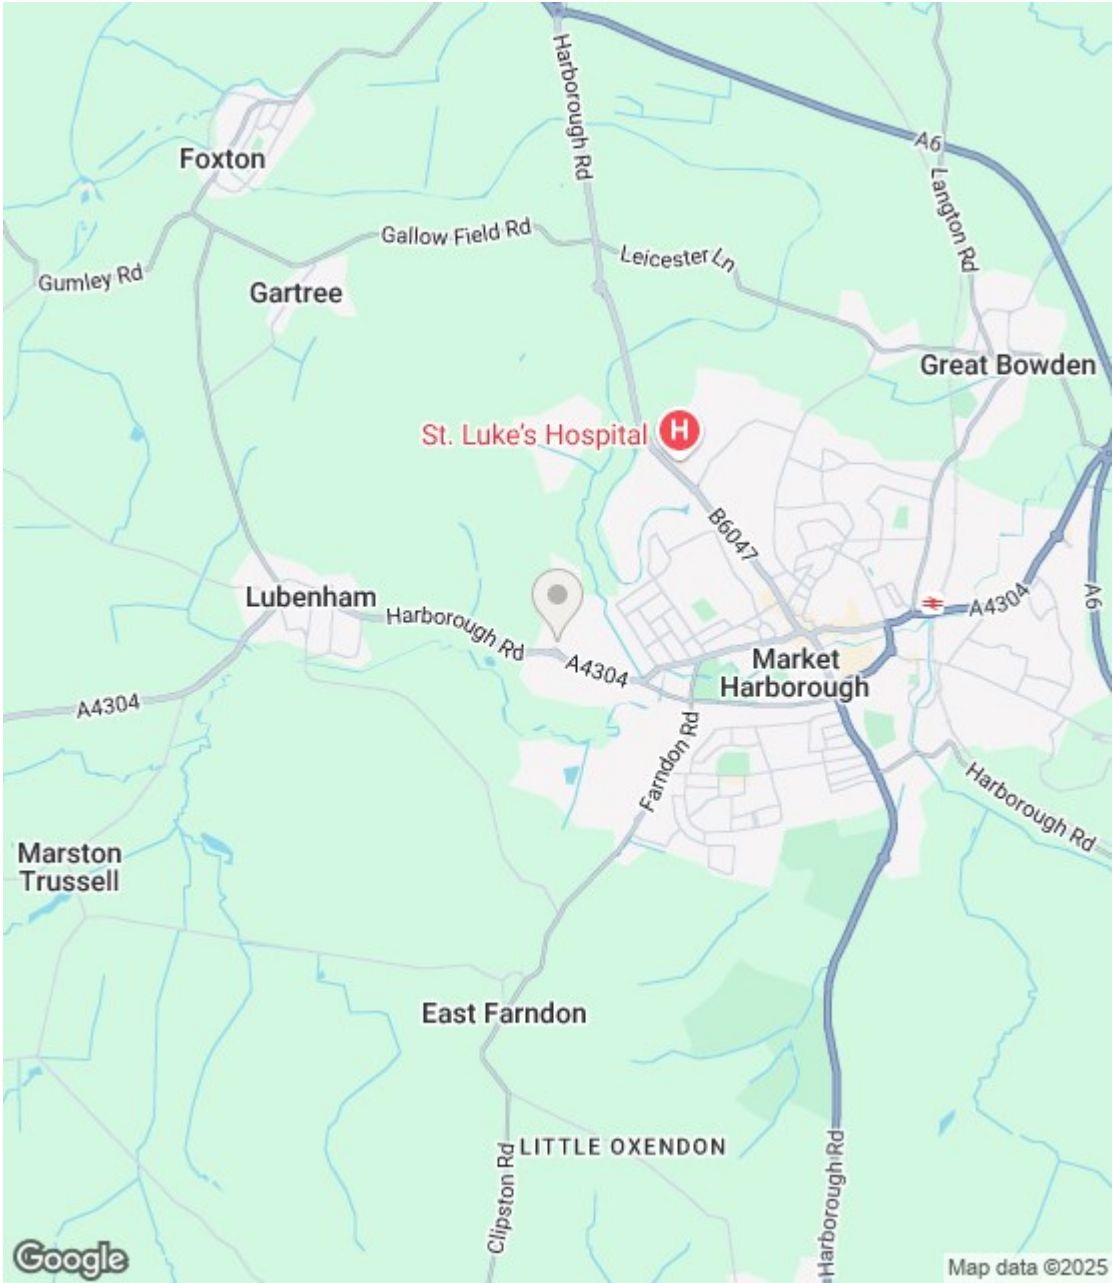 Harborough Rd
A6
Langton Rd
Foxton
Gallow Field Rd
Leicester Ln
Gumley Rd
Gartree
Great Bowden
St. Luke's Hospital
H
B6047
Lubenham
Harborough Rd
A4304
A4304
A6
A4304
Market
Harborough
Farndon Rd
Harborough Rd
Marston
Trussell
East Farndon
LITTLE OXENDON
Clipston Rd
Harborough Rd
Google
Map data ©2025